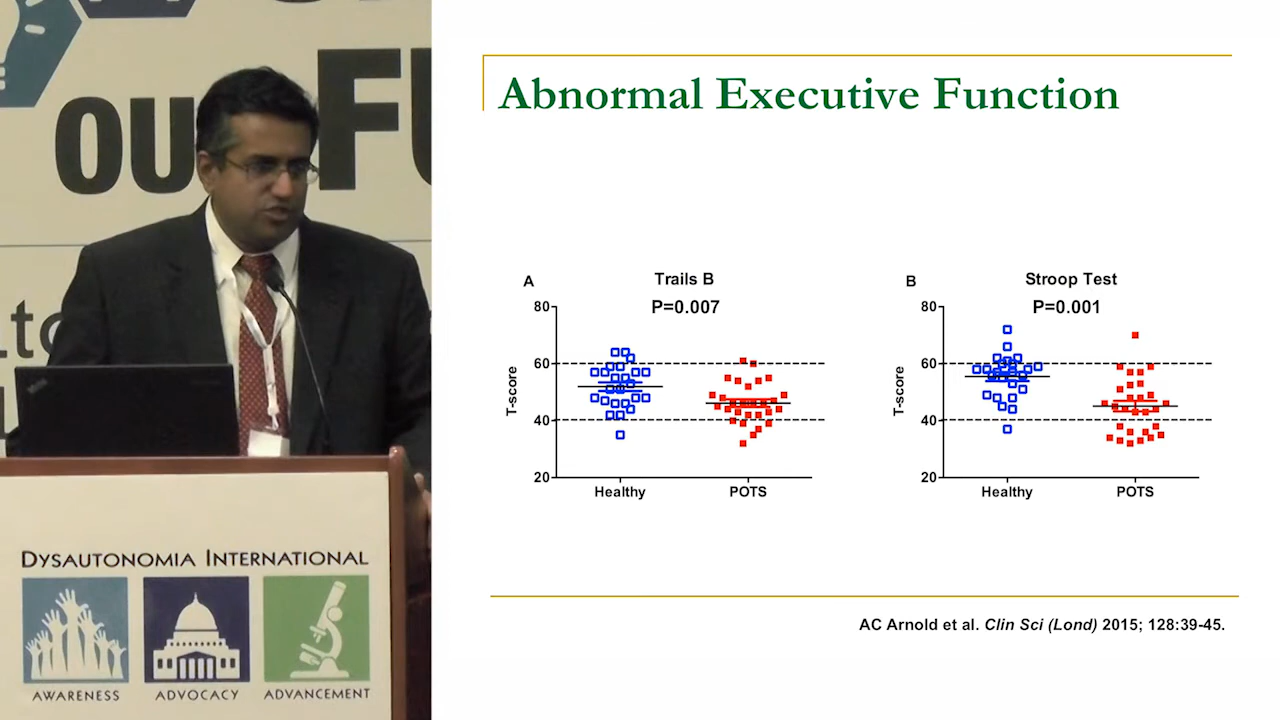 OU
FU
Abnormal Executive Function
A
Trails B
P=0.007
80
60
40
20
T-score
Healthy
POTS
B
Stroop Test
P=0.001
80
60
40
20
T-score
Healthy
POTS
AC Arnold et al. Clin Sci (Lond) 2015; 128:39-45.
DYSAUTONOMIA INTERNATIONAL
AWARENESS ADVOCACY ADVANCEMENT